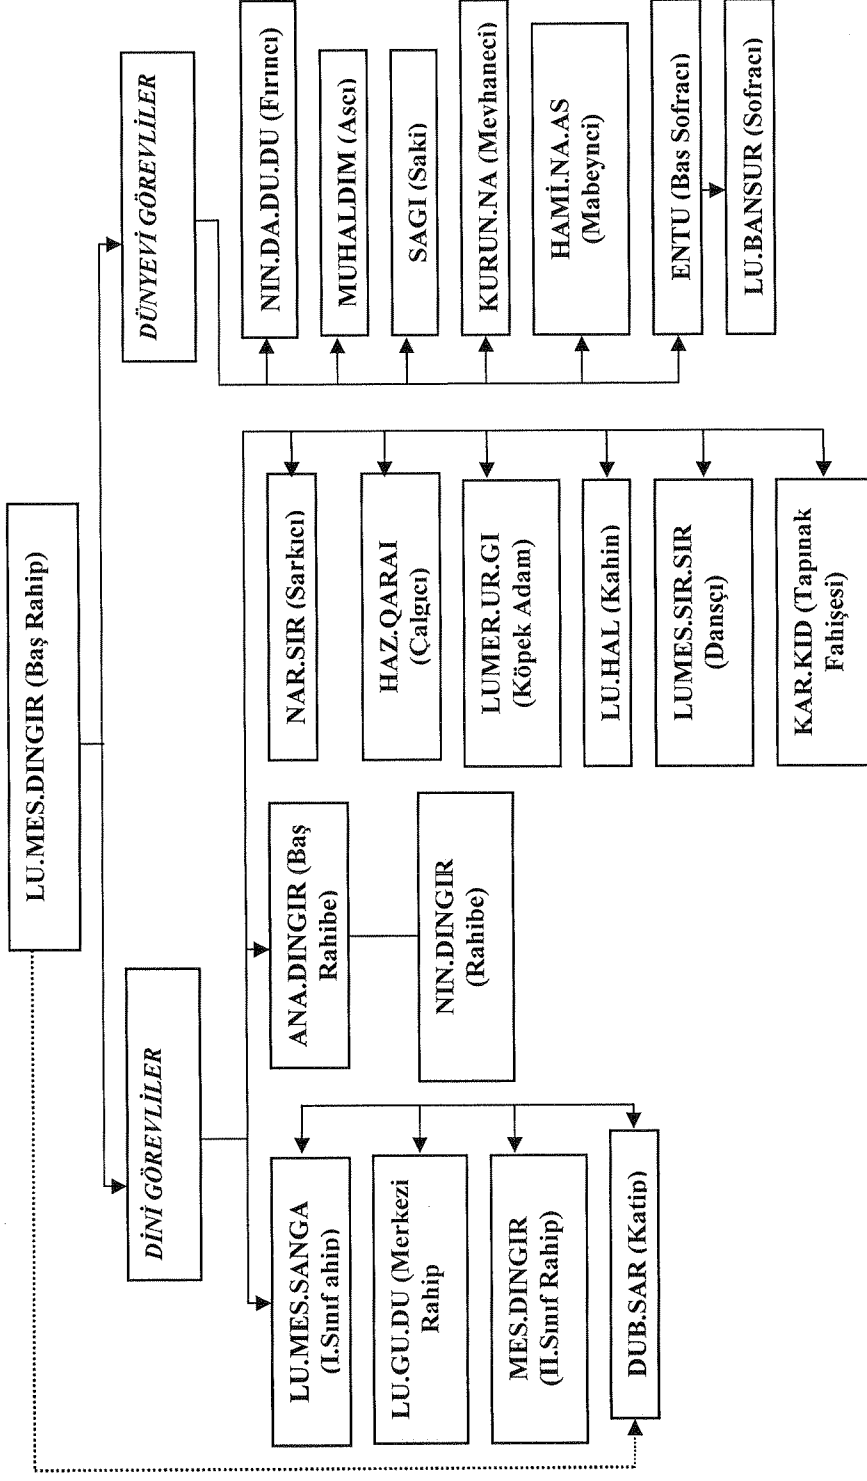 LU.MES.DINGIR (Baş Rahip)
DİNİ GÖREVLİLER
DÜNYEVİ GÖREVLİLER
LU.MES.SANGA
(I.Sınıf ahip)
LU.GU.DU (Merkezi
Rahip
MES.DINGIR
(II.Sınıf Rahip)
DUB.SAR (Katip)
ANA.DINGIR (Baş
Rahibe)
NIN.DINGIR
(Rahibe)
NAR.SIR (Sarkıcı)
HAZ.QARAI
(Çalgıcı)
LUMER.UR.GI
(Köpek Adam)
LU.HAL (Kahin)
LUMES.SIR.SIR
(Dansçı)
KAR.KID (Tapınak
Fahişesi)
NIN.DA.DU.DU (Fırıncı)
MUHALDIM (Ascı)
SAGI (Saki)
KURUN.NA (Mevhaneci)
HAMİ.NA.AS
(Mabeynci)
ENTU (Bas Sofracı)
LU.BANSUR (Sofracı)